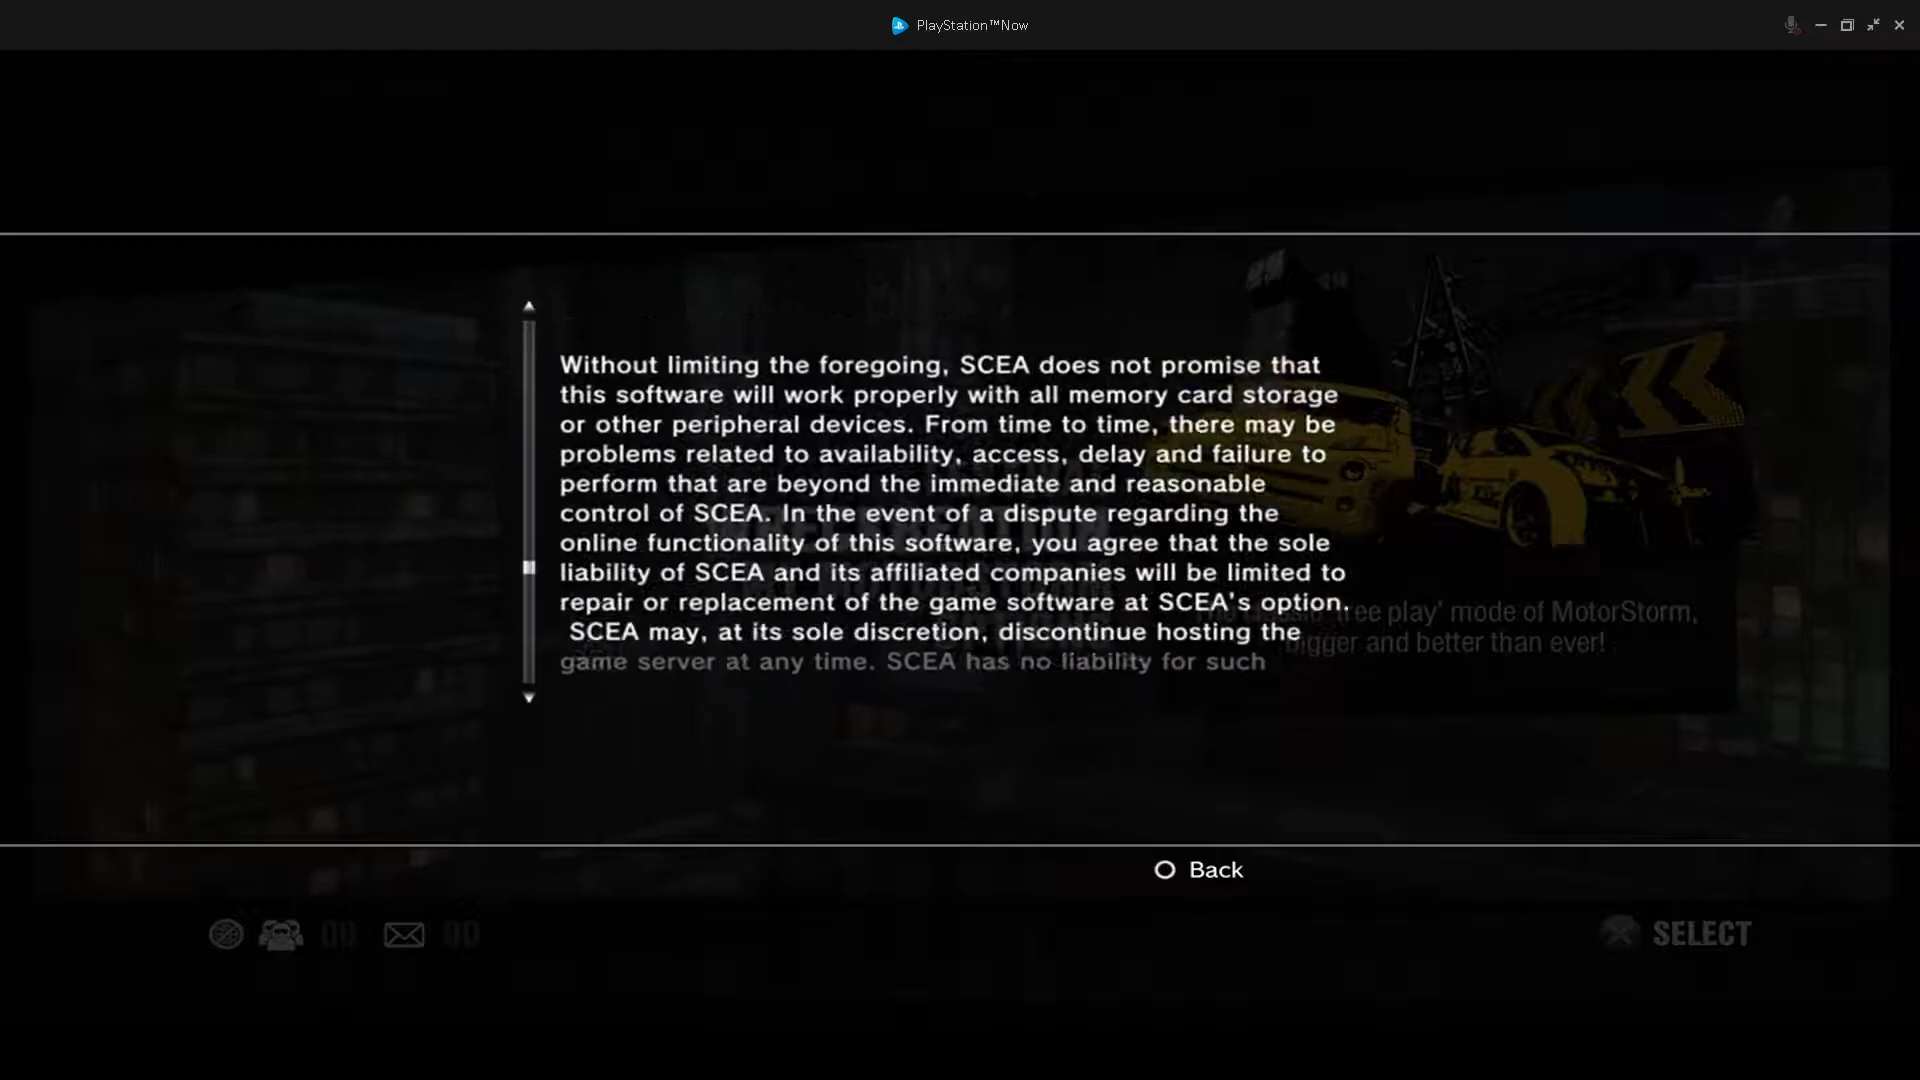 PlayStation™Now
Without limiting the foregoing, SCEA does not promise that
this software will work properly with all memory card storage
or other peripheral devices. From time to time, there may be
problems related to availability, access, delay and failure to
perform that are beyond the immediate and reasonable
control of SCEA. In the event of a dispute regarding the
online functionality of this software, you agree that the sole
liability of SCEA and its affiliated companies will be limited to
repair or replacement of the game software at SCEA's option.
SCEA may, at its sole discretion, discontinue hosting the
game server at any time. SCEA has no liability for such
free play' mode of MotorStorm,
bigger and better than ever!
Back
00
00
SELECT